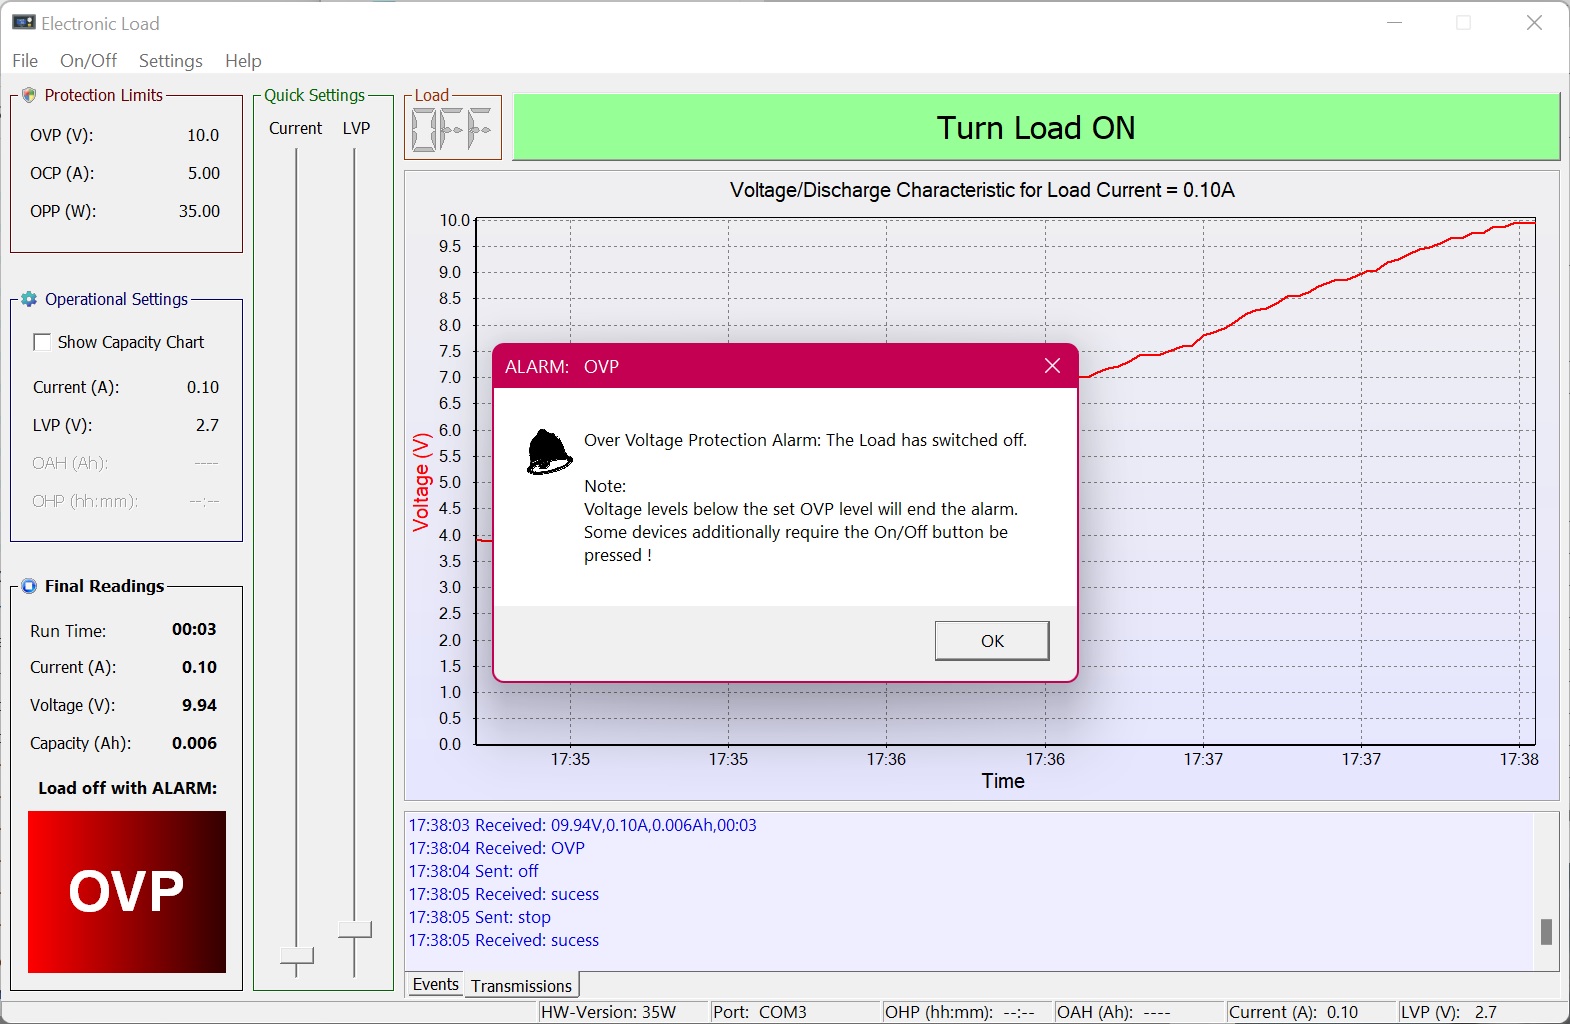 Electronic Load
File On/Off Settings Help
Protection Limits
OVP (V): 10.0
OCP (A): 5.00
OPP (W): 35.00
Operational Settings
Show Capacity Chart
Current (A): 0.10
LVP (V): 2.7
OAH (Ah): ----
OHP (hh:mm): --:--
Final Readings
Run Time: 00:03
Current (A): 0.10
Voltage (V): 9.94
Capacity (Ah): 0.006
Load off with ALARM:
OVP
Quick Settings
Current LVP
Load
OFF
Turn Load ON
Voltage/Discharge Characteristic for Load Current = 0.10A
10.0
9.5
9.0
8.5
8.0
7.5
7.0
6.5
6.0
5.5
5.0
4.5
4.0
3.5
3.0
2.5
2.0
1.5
1.0
0.5
0.0
Voltage (V)
17:35 17:35 17:36 17:36 17:37 17:37 17:38
Time
ALARM: OVP
Over Voltage Protection Alarm: The Load has switched off.
Note:
Voltage levels below the set OVP level will end the alarm.
Some devices additionally require the On/Off button be
pressed !
OK
17:38:03 Received: 09.94V,0.10A,0.006Ah,00:03
17:38:04 Received: OVP
17:38:04 Sent: off
17:38:05 Received: sucess
17:38:05 Sent: stop
17:38:05 Received: sucess
Events Transmissions
HW-Version: 35W Port: COM3 OHP (hh:mm): --:-- OAH (Ah): ---- Current (A): 0.10 LVP (V): 2.7